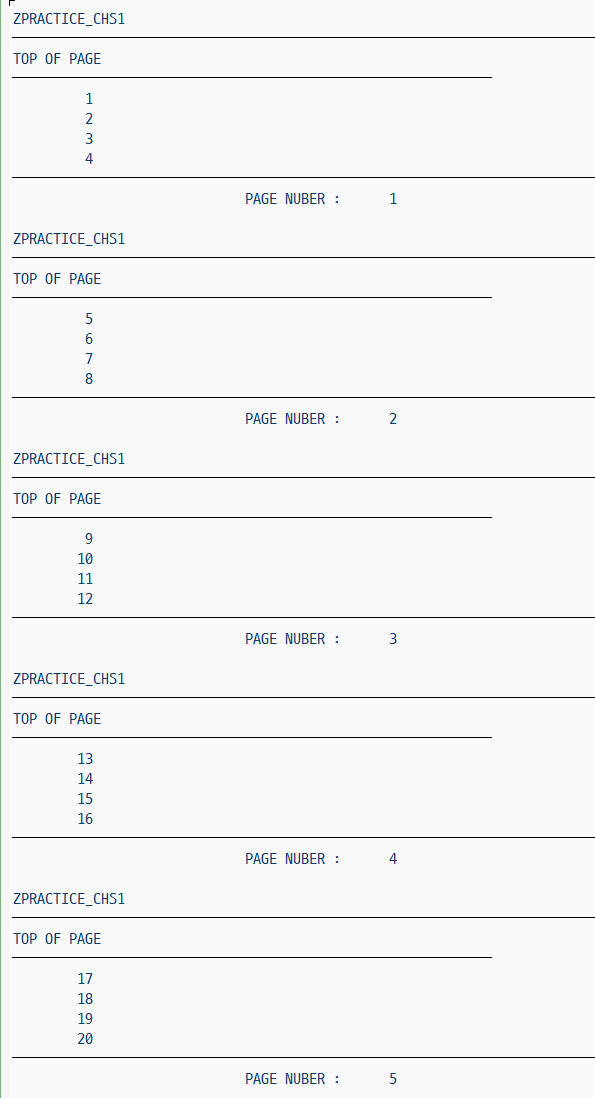 ZPRACTICE_CHS1
TOP OF PAGE
1
2
3
4
PAGE NUBER : 1
ZPRACTICE_CHS1
TOP OF PAGE
5
6
7
8
PAGE NUBER : 2
ZPRACTICE_CHS1
TOP OF PAGE
9
10
11
12
PAGE NUBER : 3
ZPRACTICE_CHS1
TOP OF PAGE
13
14
15
16
PAGE NUBER : 4
ZPRACTICE_CHS1
TOP OF PAGE
17
18
19
20
PAGE NUBER : 5